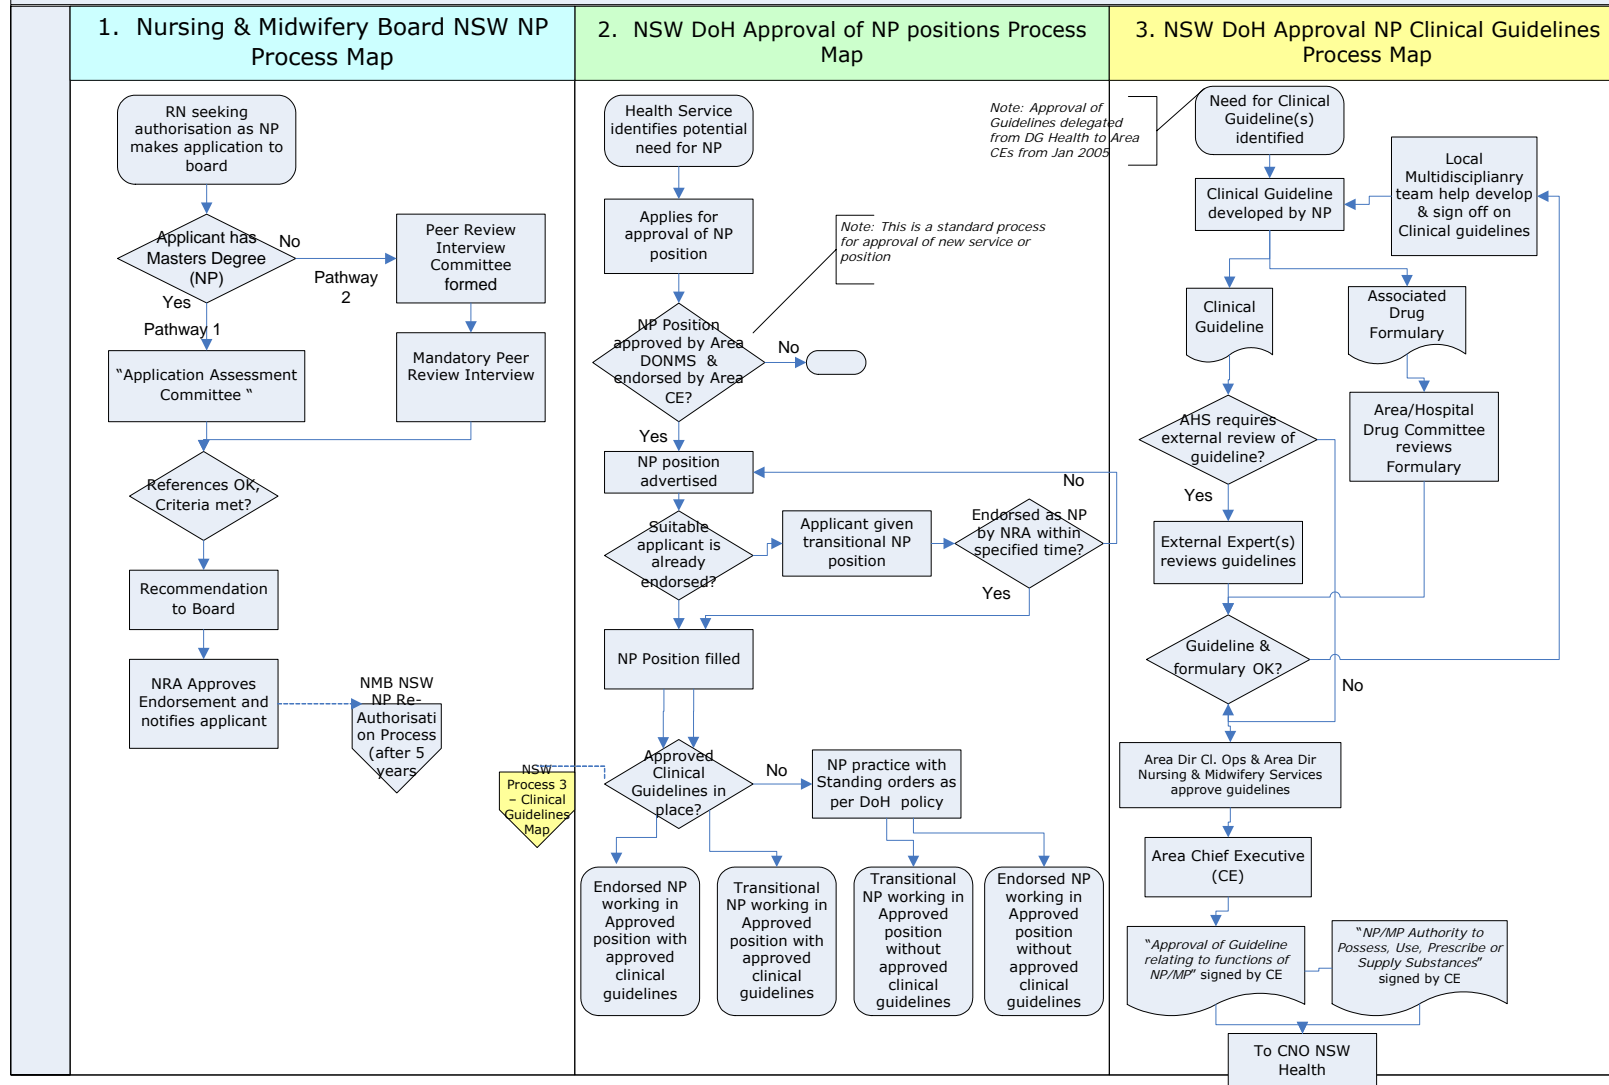 1. Nursing & Midwifery Board NSW NP
Process Map
2. NSW DoH Approval of NP positions Process
Map
3. NSW DoH Approval NP Clinical Guidelines
Process Map
RN seeking
authorisation as NP
makes application to
board
Applicant has
Masters Degree
(NP)
No
Pathway
2
Yes
Pathway 1
Peer Review
Interview
Committee
formed
Mandatory Peer
Review Interview
"Application Assessment
Committee "
References OK,
Criteria met?
Recommendation
to Board
NRA Approves
Endorsement and
notifies applicant
NMB NSW
NP Re-
Authorisati
on Process
(after 5
years
Health Service
identifies potential
need for NP
Applies for
approval of NP
position
Note: This is a standard process
for approval of new service or
position
NP Position
approved by Area
DONMS &
endorsed by Area
CE?
No
Yes
NP position
advertised
Suitable
applicant is
already
endorsed?
Applicant given
transitional NP
position
Endorsed as NP
by NRA within
specified time?
No
Yes
NP Position filled
Approved
Clinical
Guidelines in
place?
NSW
Process 3
– Clinical
Guidelines
Map
No
NP practice with
Standing orders as
per DoH policy
Endorsed NP
working in
Approved
position with
approved
clinical
guidelines
Transitional
NP working in
Approved
position with
approved
clinical
guidelines
Transitional
NP working in
Approved
position
without
approved
clinical
guidelines
Endorsed NP
working in
Approved
position
without
approved
clinical
guidelines
Note: Approval of
Guidelines delegated
from DG Health to Area
CEs from Jan 2005
Need for Clinical
Guideline(s)
identified
Clinical Guideline
developed by NP
Local
Multidisciplianry
team help develop
& sign off on
Clinical guidelines
Clinical
Guideline
Associated
Drug
Formulary
AHS requires
external review of
guideline?
Area/Hospital
Drug Committee
reviews
Formulary
Yes
External Expert(s)
reviews guidelines
Guideline &
formulary OK?
No
Area Dir Cl. Ops & Area Dir
Nursing & Midwifery Services
approve guidelines
Area Chief Executive
(CE)
"Approval of Guideline
relating to functions of
NP/MP" signed by CE
"NP/MP Authority to
Possess, Use, Prescribe or
Supply Substances"
signed by CE
To CNO NSW
Health